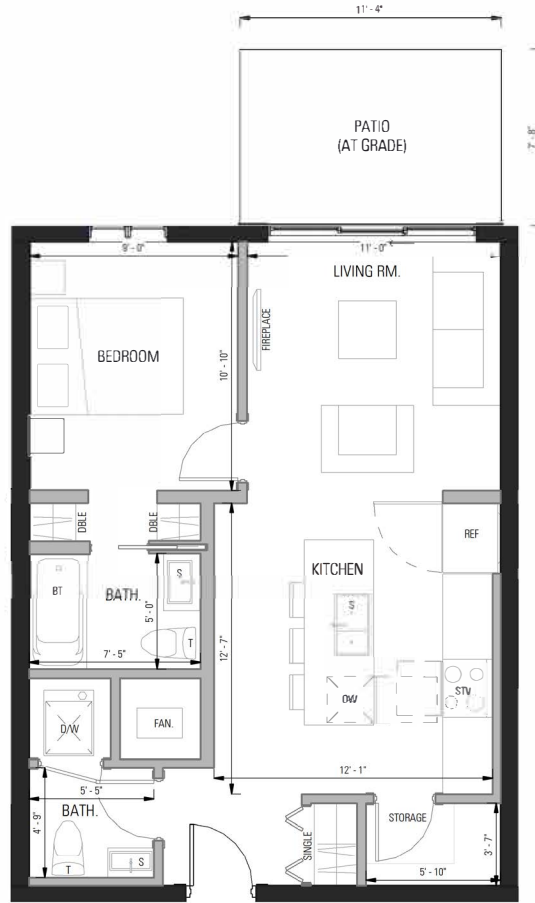 11' - 4"
PATIO
(AT GRADE)
7' - 8"
9' - 0"
11' - 0"
LIVING RM.
FIREPLACE
BEDROOM
10' - 10"
DBLE
DBLE
REF
KITCHEN
BT
BATH.
S
5' - 0"
T
S
7' - 5"
12' - 7"
D/W
FAN.
DW
STV
12' - 1"
5' - 5"
BATH.
4' - 9"
T
S
SINGLE
STORAGE
3' - 7"
5' - 10"